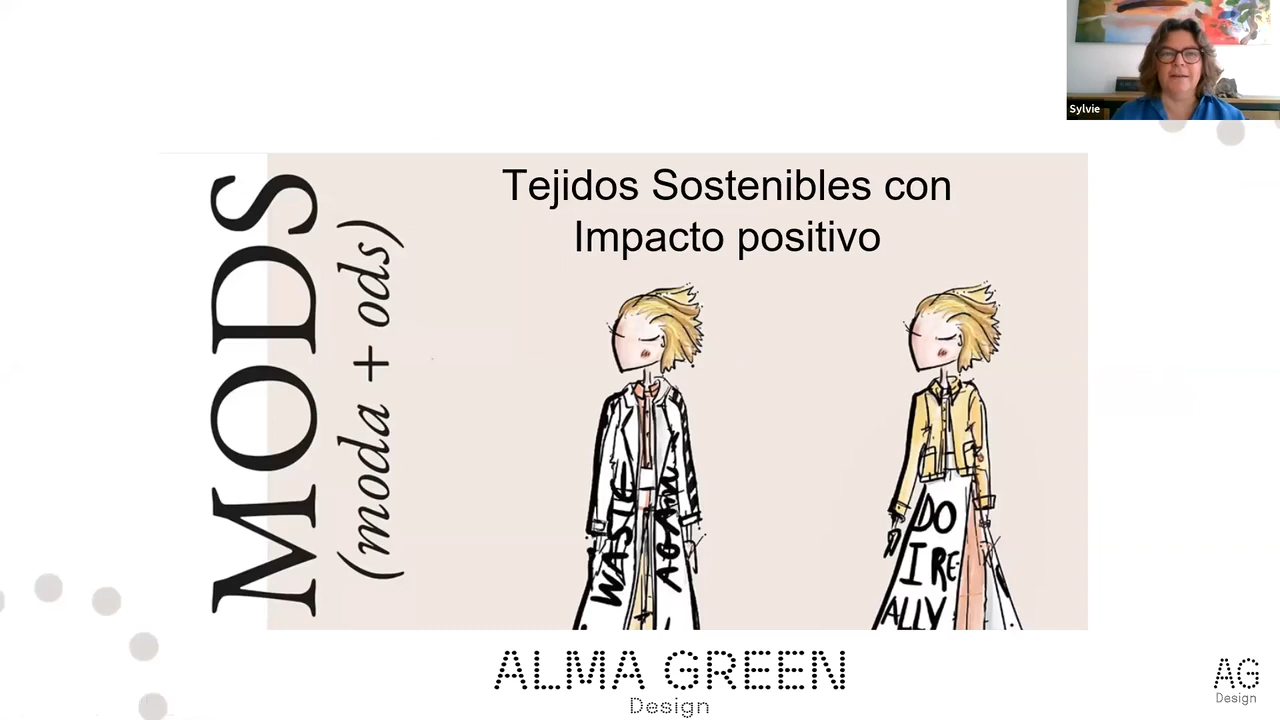 Sylvie
MODS
(moda + ods)
Tejidos Sostenibles con
Impacto positivo
WASTE
AGAIN
DO
I RE-
ALLY
ALMA GREEN
Design
AG
Design